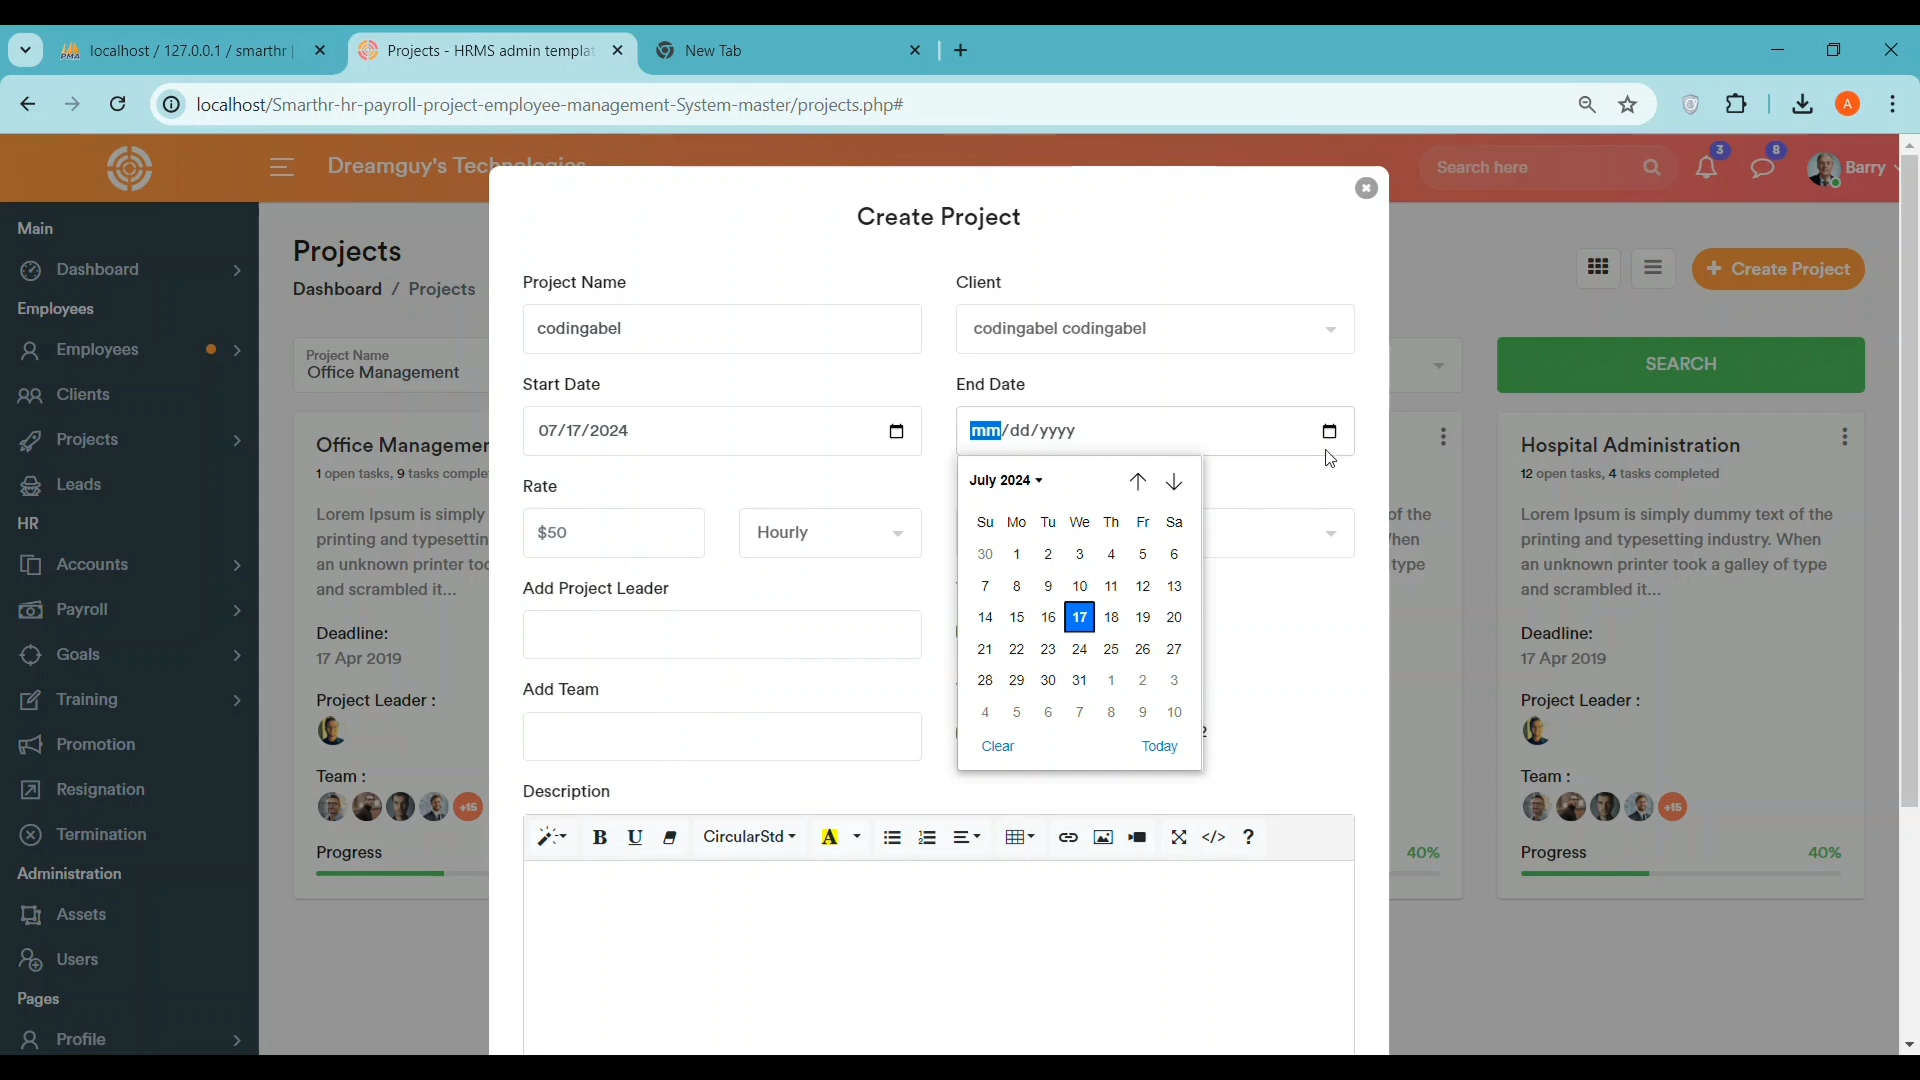 localhost / 127.0.0.1 / smarthr |
Projects - HRMS admin templat
New Tab
localhost/Smarthr-hr-payroll-project-employee-management-System-master/projects.php#
A
Dreamguy's Technologies
Search here
3
8
Barry
Main
Dashboard
Employees
Employees
Clients
Projects
Leads
HR
Accounts
Payroll
Goals
Training
Promotion
Resignation
Termination
Administration
Assets
Users
Pages
Profile
Projects
Dashboard / Projects
+ Create Project
Project Name
Office Management
SEARCH
Office Managemen
1 open tasks, 9 tasks comple
Lorem Ipsum is simply
printing and typesettin
an unknown printer too
and scrambled it...
Deadline:
17 Apr 2019
Project Leader :
Team :
+15
Progress
Create Project
Project Name
Client
codingabel
codingabel codingabel
Start Date
End Date
07/17/2024
mm/dd/yyyy
Rate
$50
Hourly
Add Project Leader
Add Team
July 2024
Su Mo Tu We Th Fr Sa
30 1 2 3 4 5 6
7 8 9 10 11 12 13
14 15 16 17 18 19 20
21 22 23 24 25 26 27
28 29 30 31 1 2 3
4 5 6 7 8 9 10
Clear
Today
Description
B U CircularStd A </> ?
of the
type
40%
Hospital Administration
12 open tasks, 4 tasks completed
Lorem Ipsum is simply dummy text of the
printing and typesetting industry. When
an unknown printer took a galley of type
and scrambled it...
Deadline:
17 Apr 2019
Project Leader :
Team :
+15
Progress
40%